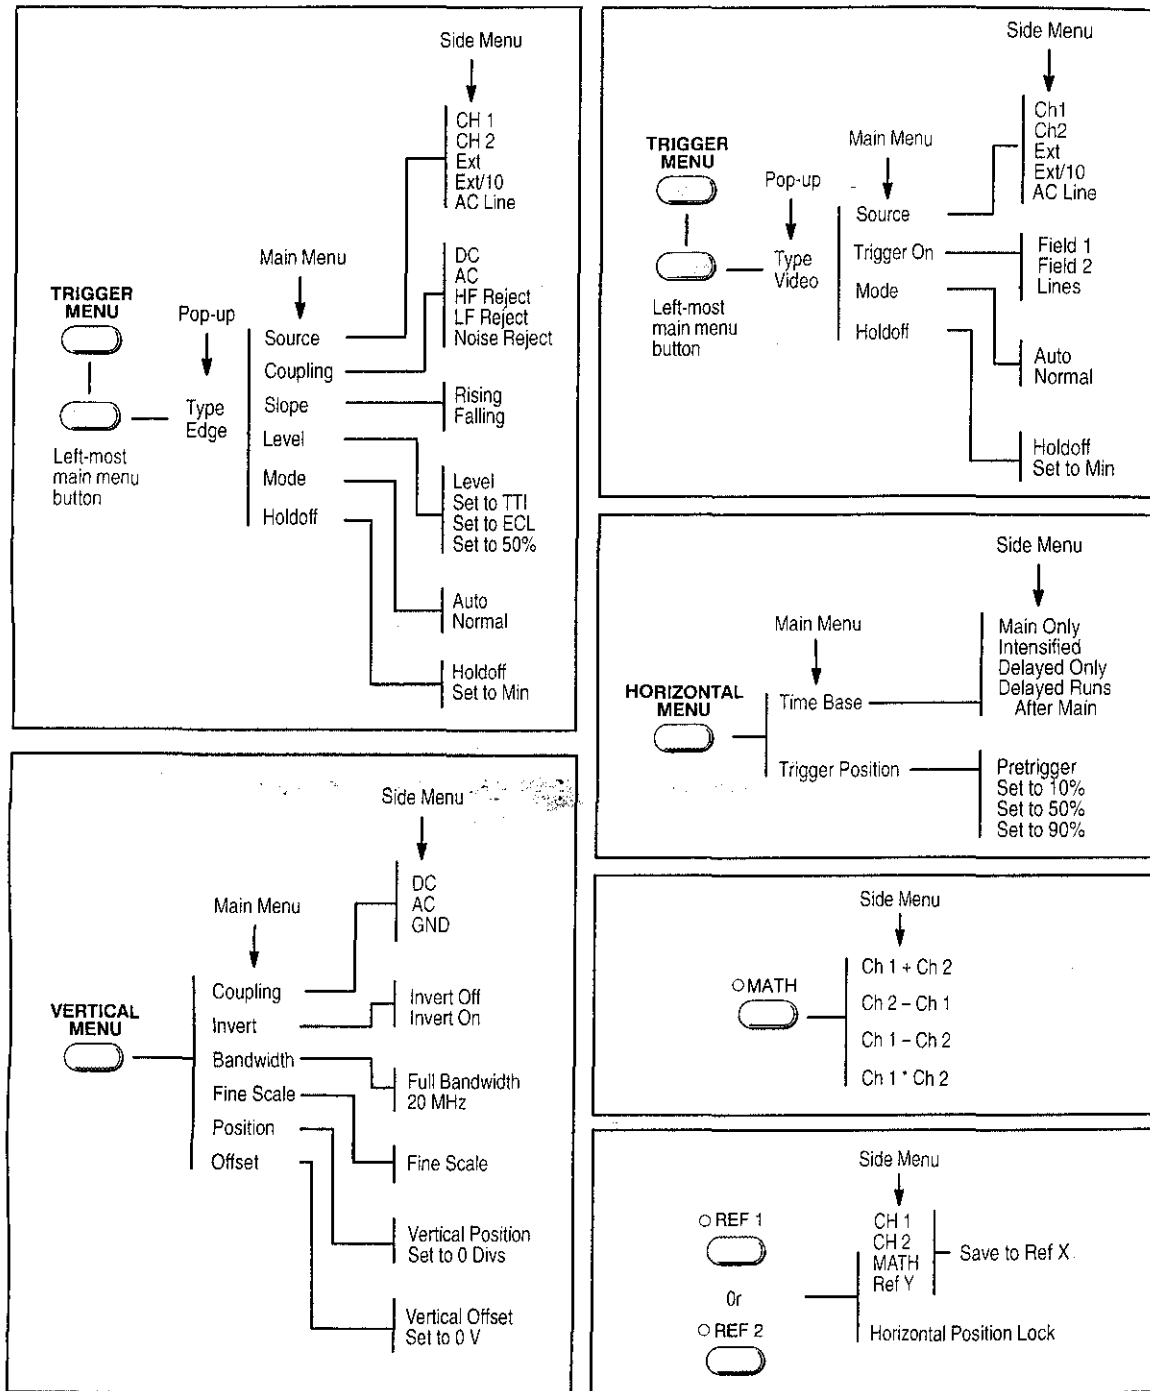 Side Menu
CH 1
CH 2
Ext
Ext/10
AC Line
Main Menu
DC
AC
HF Reject
LF Reject
Noise Reject
TRIGGER
MENU
Pop-up
Source
Coupling
Slope
Level
Mode
Holdoff
Type
Edge
Rising
Falling
Left-most
main menu
button
Level
Set to TTI
Set to ECL
Set to 50%
Auto
Normal
Holdoff
Set to Min
Side Menu
Ch1
Ch2
Ext
Ext/10
AC Line
TRIGGER
MENU
Main Menu
Pop-up
Source
Trigger On
Mode
Holdoff
Type
Video
Field 1
Field 2
Lines
Left-most
main menu
button
Auto
Normal
Holdoff
Set to Min
Side Menu
Main Menu
Main Only
Intensified
Delayed Only
Delayed Runs
After Main
HORIZONTAL
MENU
Time Base
Trigger Position
Pretrigger
Set to 10%
Set to 50%
Set to 90%
Side Menu
DC
AC
GND
Main Menu
VERTICAL
MENU
Coupling
Invert
Bandwidth
Fine Scale
Position
Offset
Invert Off
Invert On
Full Bandwidth
20 MHz
Fine Scale
Vertical Position
Set to 0 Divs
Vertical Offset
Set to 0 V
Side Menu
MATH
Ch 1 + Ch 2
Ch 2 – Ch 1
Ch 1 – Ch 2
Ch 1 * Ch 2
Side Menu
REF 1
Or
REF 2
CH 1
CH 2
MATH
Ref Y
Save to Ref X
Horizontal Position Lock